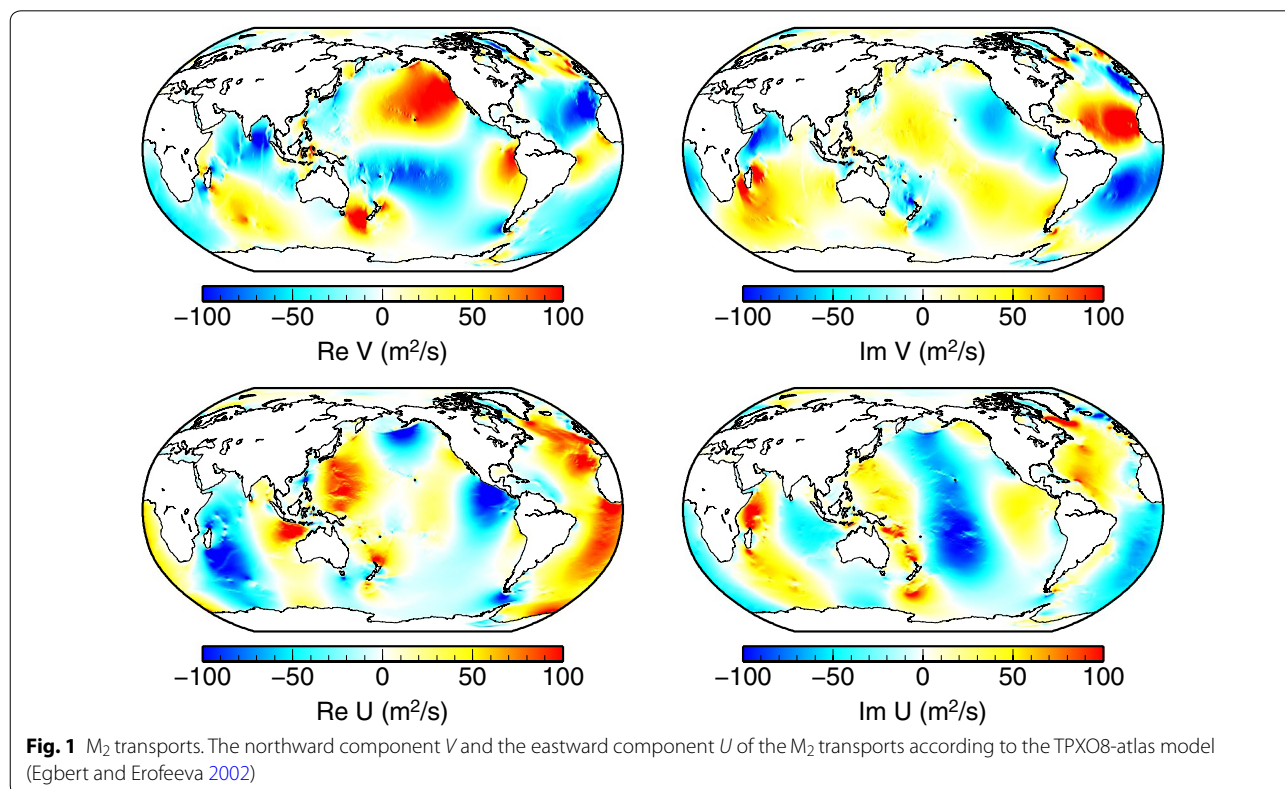 −100 −50 0 50 100
Re V (m²/s)
−100 −50 0 50 100
Im V (m²/s)
−100 −50 0 50 100
Re U (m²/s)
−100 −50 0 50 100
Im U (m²/s)
Fig. 1 M₂ transports. The northward component V and the eastward component U of the M₂ transports according to the TPXO8-atlas model
(Egbert and Erofeeva 2002)